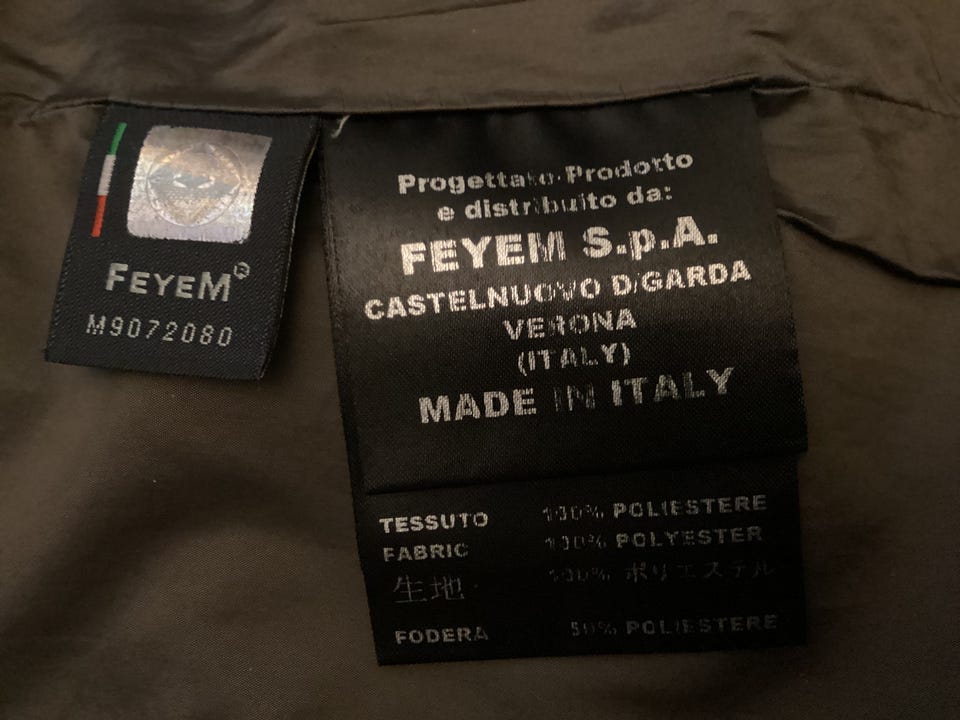 FEYEM®
M9072080
Progettato Prodotto
e distribuito da:
FEYEM S.p.A.
CASTELNUOVO D/GARDA
VERONA
(ITALY)
MADE IN ITALY
TESSUTO 100% POLIESTERE
FABRIC 100% POLYESTER
生地 100% ポリエステル
FODERA 50% POLIESTERE